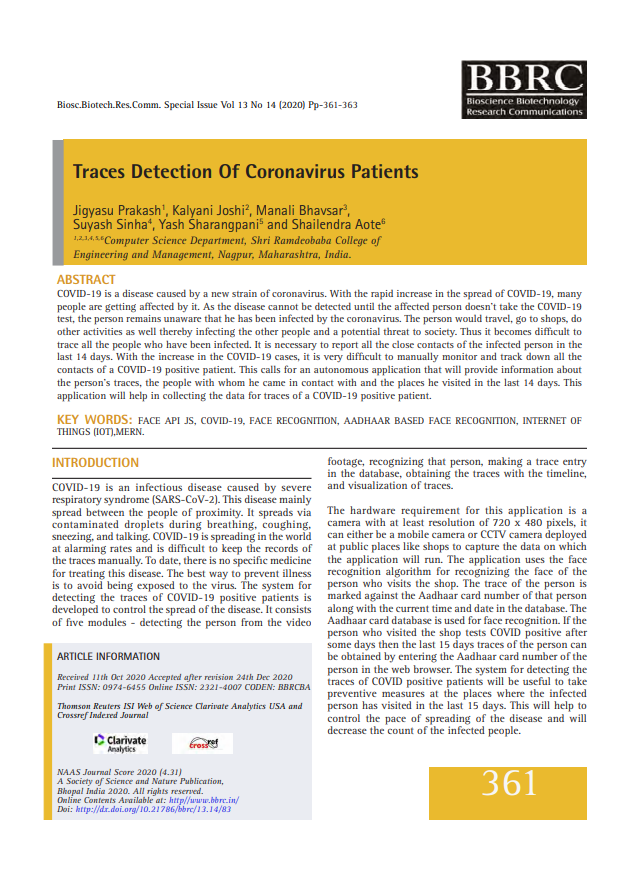 BBRC
Bioscience Biotechnology
Research Communications
Biosc.Biotech.Res.Comm. Special Issue Vol 13 No 14 (2020) Pp-361-363
Traces Detection Of Coronavirus Patients
Jigyasu Prakash1, Kalyani Joshi2, Manali Bhavsar3,
Suyash Sinha4, Yash Sharangpani5 and Shailendra Aote6
1,2,3,4,5,6Computer Science Department, Shri Ramdeobaba College of
Engineering and Management, Nagpur, Maharashtra, India.
ABSTRACT
COVID-19 is a disease caused by a new strain of coronavirus. With the rapid increase in the spread of COVID-19, many
people are getting affected by it. As the disease cannot be detected until the affected person doesn't take the COVID-19
test, the person remains unaware that he has been infected by the coronavirus. The person would travel, go to shops, do
other activities as well thereby infecting the other people and a potential threat to society. Thus it becomes difficult to
trace all the people who have been infected. It is necessary to report all the close contacts of the infected person in the
last 14 days. With the increase in the COVID-19 cases, it is very difficult to manually monitor and track down all the
contacts of a COVID-19 positive patient. This calls for an autonomous application that will provide information about
the person's traces, the people with whom he came in contact with and the places he visited in the last 14 days. This
application will help in collecting the data for traces of a COVID-19 positive patient.
KEY WORDS: FACE API JS, COVID-19, FACE RECOGNITION, AADHAAR BASED FACE RECOGNITION, INTERNET OF
THINGS (IOT),MERN.
INTRODUCTION
COVID-19 is an infectious disease caused by severe
respiratory syndrome (SARS-CoV-2). This disease mainly
spread between the people of proximity. It spreads via
contaminated droplets during breathing, coughing,
sneezing, and talking. COVID-19 is spreading in the world
at alarming rates and is difficult to keep the records of
the traces manually. To date, there is no specific medicine
for treating this disease. The best way to prevent illness
is to avoid being exposed to the virus. The system for
detecting the traces of COVID-19 positive patients is
developed to control the spread of the disease. It consists
of five modules - detecting the person from the video
footage, recognizing that person, making a trace entry
in the database, obtaining the traces with the timeline,
and visualization of traces.
The hardware requirement for this application is a
camera with at least resolution of 720 x 480 pixels, it
can either be a mobile camera or CCTV camera deployed
at public places like shops to capture the data on which
the application will run. The application uses the face
recognition algorithm for recognizing the face of the
person who visits the shop. The trace of the person is
marked against the Aadhaar card number of that person
along with the current time and date in the database. The
Aadhaar card database is used for face recognition. If the
person who visited the shop tests COVID positive after
some days then the last 15 days traces of the person can
be obtained by entering the Aadhaar card number of the
person in the web browser. The system for detecting the
traces of COVID positive patients will be useful to take
preventive measures at the places where the infected
person has visited in the last 15 days. This will help to
control the pace of spreading of the disease and will
decrease the count of the infected people.
ARTICLE INFORMATION
Received 11th Oct 2020 Accepted after revision 24th Dec 2020
Print ISSN: 0974-6455 Online ISSN: 2321-4007 CODEN: BBRCBA
Thomson Reuters ISI Web of Science Clarivate Analytics USA and
Crossref Indexed Journal
Clarivate
Analytics
crossref
NAAS Journal Score 2020 (4.31)
A Society of Science and Nature Publication,
Bhopal India 2020. All rights reserved.
Online Contents Available at: http//www.bbrc.in/
Doi: http://dx.doi.org/10.21786/bbrc/13.14/83
361